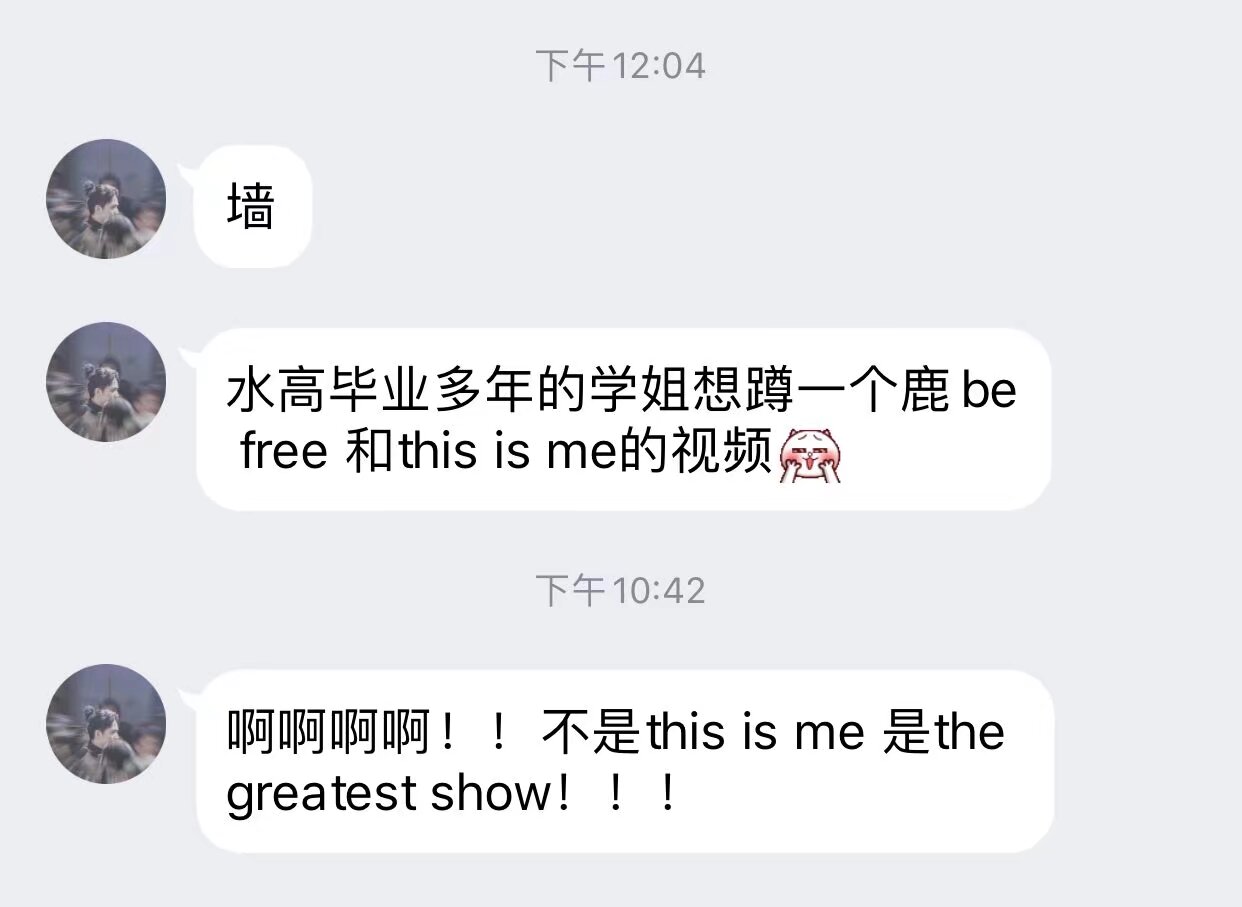 下午12:04
墙
水高毕业多年的学姐想蹲一个鹿be
free 和this is me的视频
下午10:42
啊啊啊啊！！不是this is me 是the
greatest show！！！